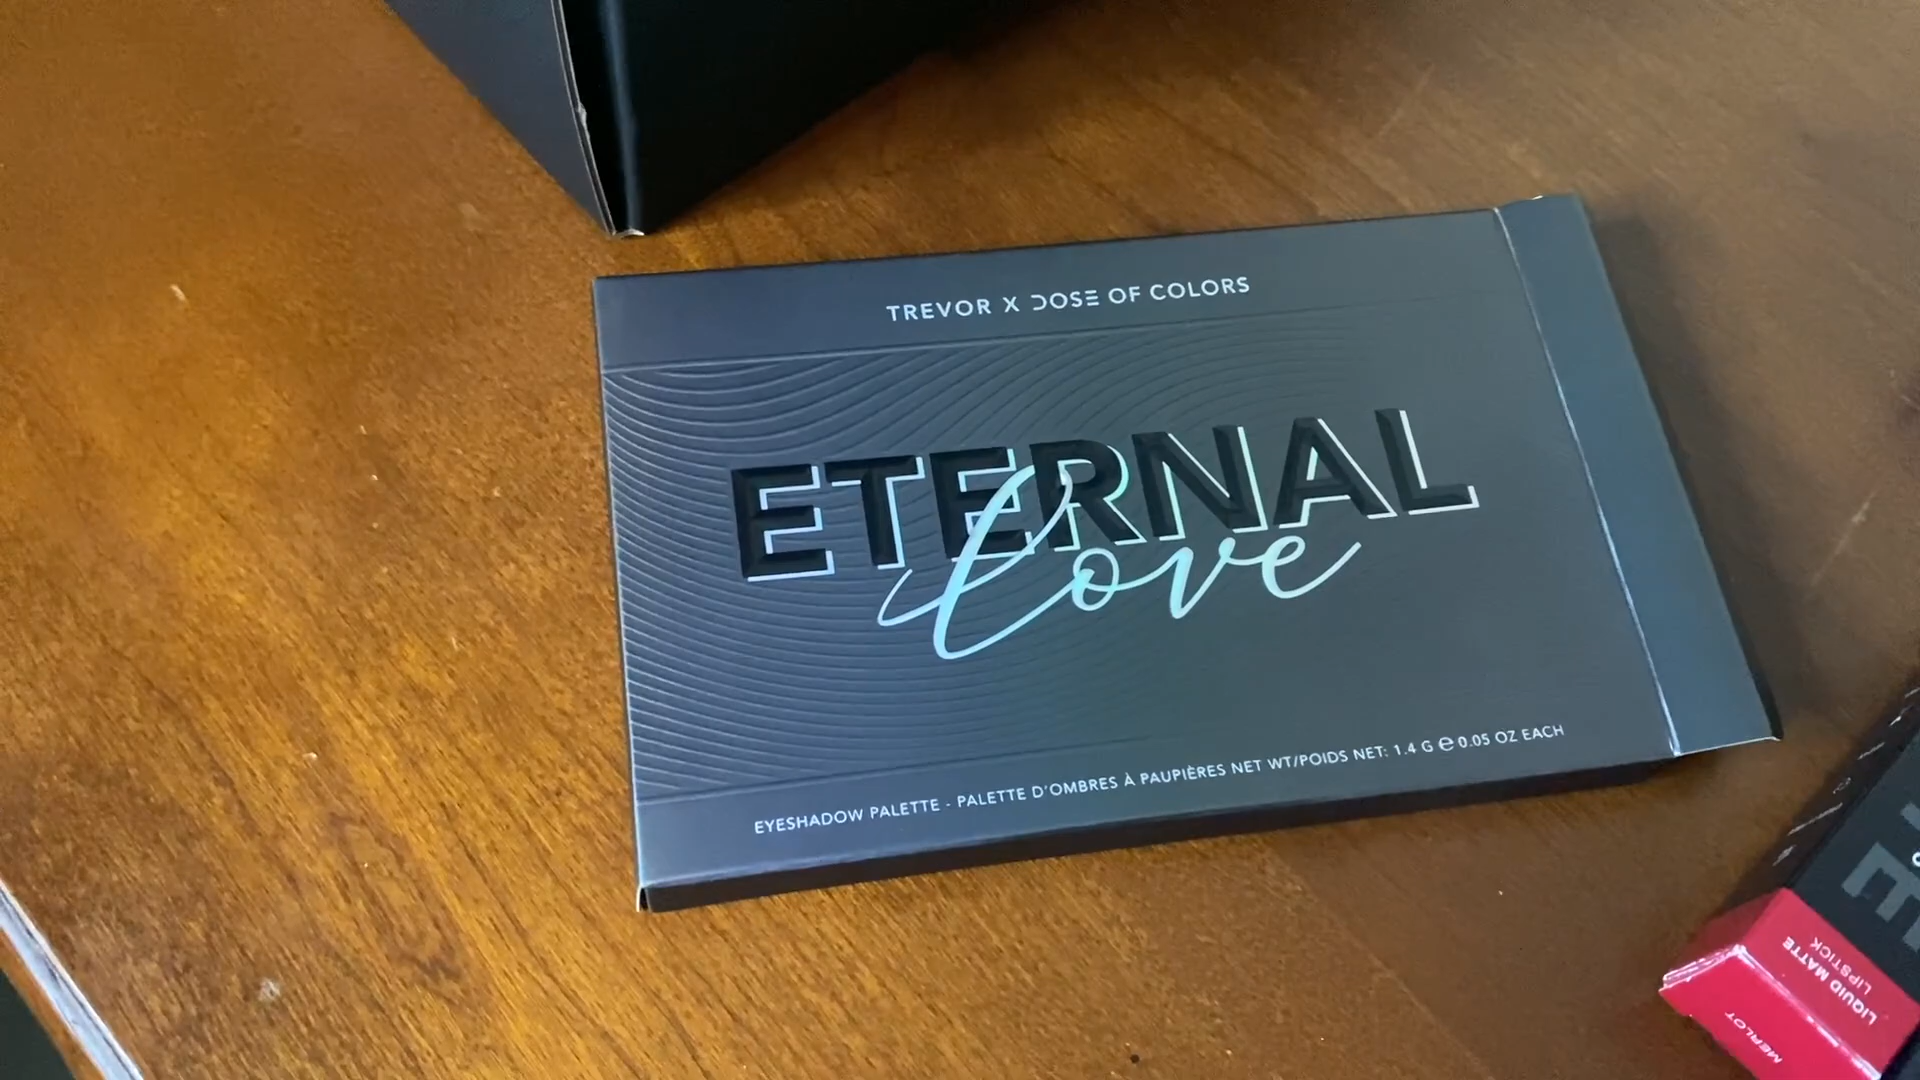 TREVOR X DOSE OF COLORS
ETERNAL
love
EYESHADOW PALETTE - PALETTE D'OMBRES À PAUPIÈRES NET WT/POIDS NET: 1.4 G ℮ 0.05 OZ EACH
LIQUID MATTE
LIPSTICK
MERLOT